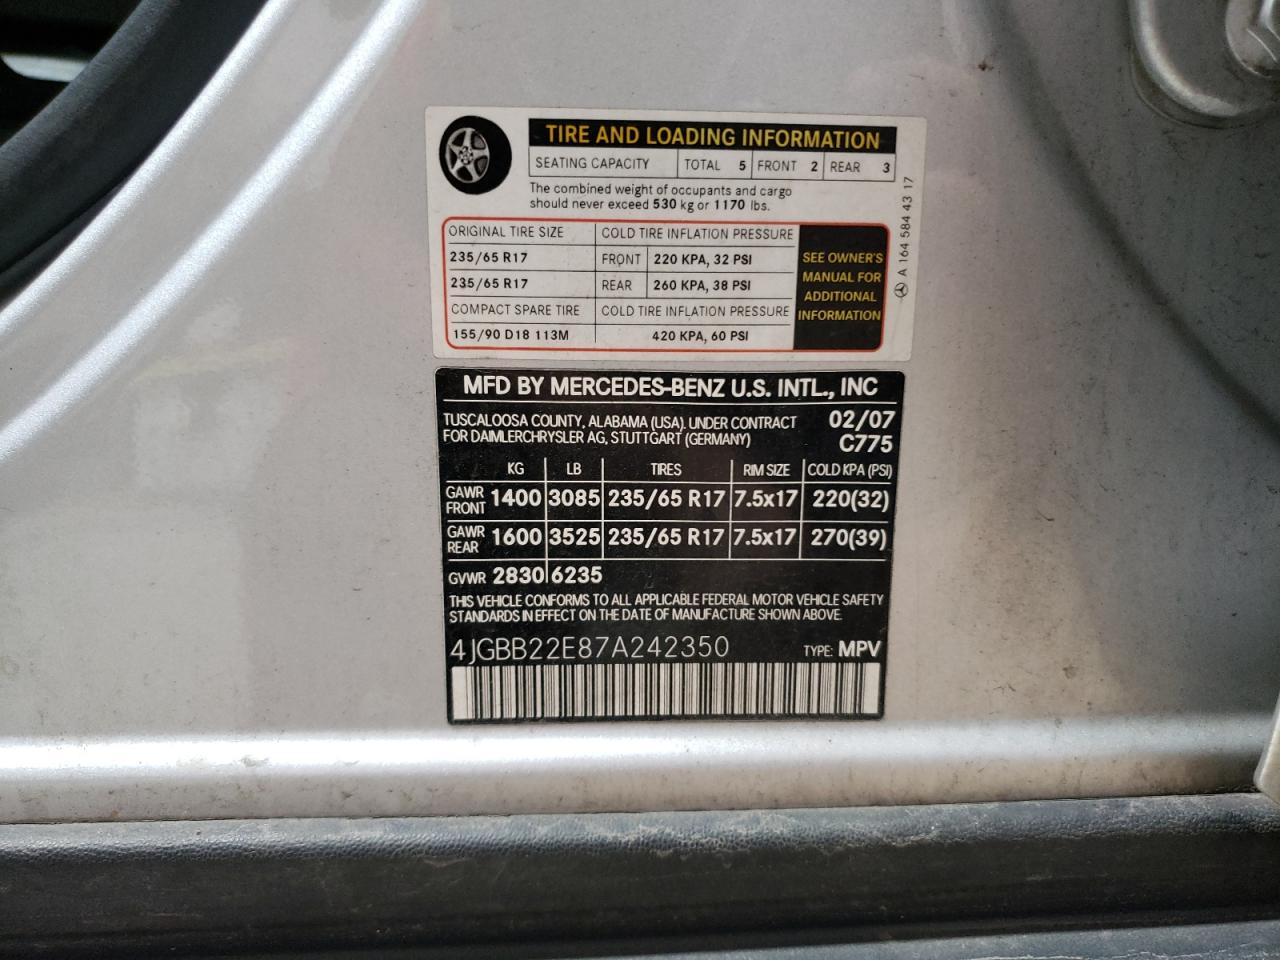 TIRE AND LOADING INFORMATION
SEATING CAPACITY TOTAL 5 FRONT 2 REAR 3
The combined weight of occupants and cargo
should never exceed 530 kg or 1170 lbs.
ORIGINAL TIRE SIZE COLD TIRE INFLATION PRESSURE
235/65 R17 FRONT 220 KPA, 32 PSI
235/65 R17 REAR 260 KPA, 38 PSI
COMPACT SPARE TIRE COLD TIRE INFLATION PRESSURE
155/90 D18 113M 420 KPA, 60 PSI
SEE OWNER'S
MANUAL FOR
ADDITIONAL
INFORMATION
A 164 584 43 17
MFD BY MERCEDES-BENZ U.S. INTL., INC
TUSCALOOSA COUNTY, ALABAMA (USA). UNDER CONTRACT 02/07
FOR DAIMLERCHRYSLER AG, STUTTGART (GERMANY) C775
KG LB TIRES RIM SIZE COLD KPA (PSI)
GAWR FRONT 1400 3085 235/65 R17 7.5x17 220(32)
GAWR REAR 1600 3525 235/65 R17 7.5x17 270(39)
GVWR 2830 6235
THIS VEHICLE CONFORMS TO ALL APPLICABLE FEDERAL MOTOR VEHICLE SAFETY
STANDARDS IN EFFECT ON THE DATE OF MANUFACTURE SHOWN ABOVE.
4JGBB22E87A242350 TYPE: MPV